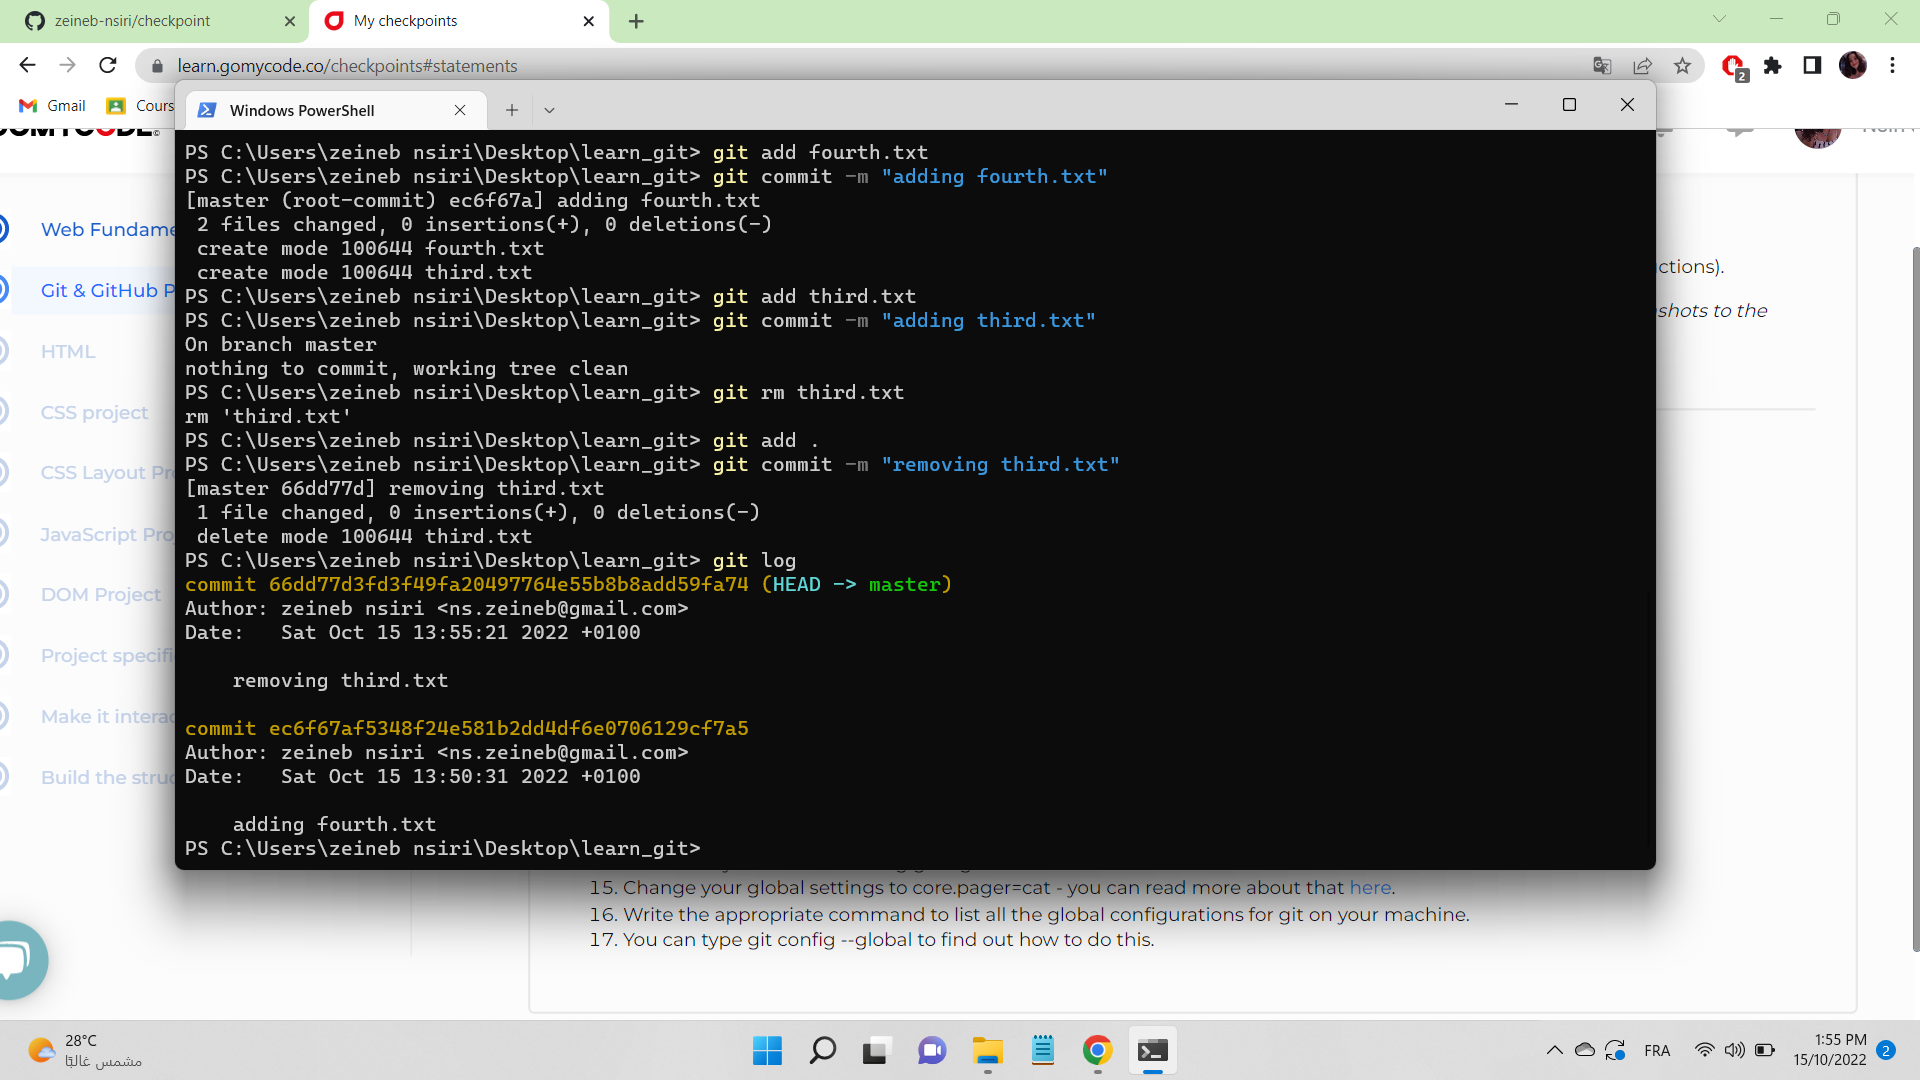 zeineb-nsiri/checkpoint
My checkpoints
learn.gomycode.co/checkpoints#statements
2
Gmail
Cours
Windows PowerShell
PS C:\Users\zeineb nsiri\Desktop\learn_git> git add fourth.txt
PS C:\Users\zeineb nsiri\Desktop\learn_git> git commit -m "adding fourth.txt"
[master (root-commit) ec6f67a] adding fourth.txt
 2 files changed, 0 insertions(+), 0 deletions(-)
 create mode 100644 fourth.txt
 create mode 100644 third.txt
PS C:\Users\zeineb nsiri\Desktop\learn_git> git add third.txt
PS C:\Users\zeineb nsiri\Desktop\learn_git> git commit -m "adding third.txt"
On branch master
nothing to commit, working tree clean
PS C:\Users\zeineb nsiri\Desktop\learn_git> git rm third.txt
rm 'third.txt'
PS C:\Users\zeineb nsiri\Desktop\learn_git> git add .
PS C:\Users\zeineb nsiri\Desktop\learn_git> git commit -m "removing third.txt"
[master 66dd77d] removing third.txt
 1 file changed, 0 insertions(+), 0 deletions(-)
 delete mode 100644 third.txt
PS C:\Users\zeineb nsiri\Desktop\learn_git> git log
commit 66dd77d3fd3f49fa20497764e55b8b8add59fa74 (HEAD -> master)
Author: zeineb nsiri <ns.zeineb@gmail.com>
Date:   Sat Oct 15 13:55:21 2022 +0100
    removing third.txt
commit ec6f67af5348f24e581b2dd4df6e0706129cf7a5
Author: zeineb nsiri <ns.zeineb@gmail.com>
Date:   Sat Oct 15 13:50:31 2022 +0100
    adding fourth.txt
PS C:\Users\zeineb nsiri\Desktop\learn_git>
Web Fundame
Git & GitHub P
HTML
CSS project
CSS Layout Pr
JavaScript Pro
DOM Project
Project specifi
Make it intera
Build the stru
ctions).
shots to the
15. Change your global settings to core.pager=cat - you can read more about that here.
16. Write the appropriate command to list all the global configurations for git on your machine.
17. You can type git config --global to find out how to do this.
28°C
مشمس غالبًا
FRA
1:55 PM
15/10/2022
2